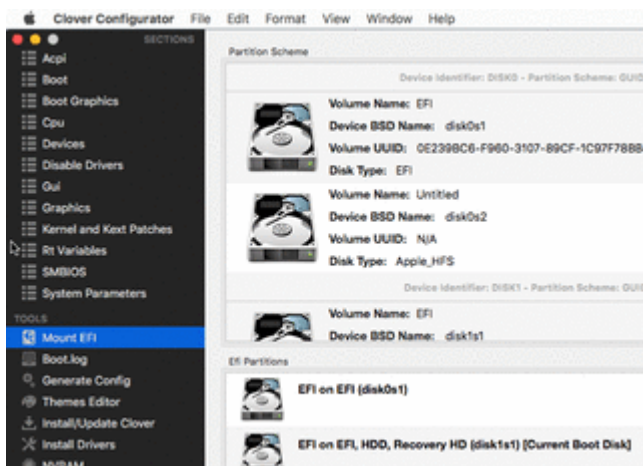 Clover Configurator File Edit Format View Window Help
SECTIONS
Acpi
Boot
Boot Graphics
Cpu
Devices
Disable Drivers
Gui
Graphics
Kernel and Kext Patches
Rt Variables
SMBIOS
System Parameters
TOOLS
Mount EFI
Boot.log
Generate Config
Themes Editor
Install/Update Clover
Install Drivers
NVRAM
Partition Scheme
Device Identifier: DISK0 - Partition Scheme: GUID
Volume Name: EFI
Device BSD Name: disk0s1
Volume UUID: 0E239BC6-F960-3107-89CF-1C97F78BB
Disk Type: EFI
Volume Name: Untitled
Device BSD Name: disk0s2
Volume UUID: N/A
Disk Type: Apple_HFS
Device Identifier: DISK1 - Partition Scheme: GUID
Volume Name: EFI
Device BSD Name: disk1s1
Efi Partitions
EFI on EFI (disk0s1)
EFI on EFI, HDD, Recovery HD (disk1s1) [Current Boot Disk]